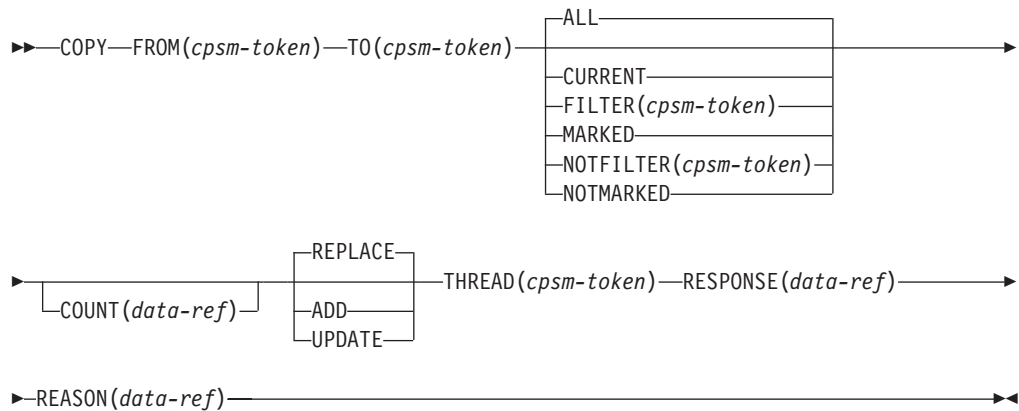 ALL
COPY FROM(cpsm-token) TO(cpsm-token)
CURRENT
FILTER(cpsm-token)
MARKED
NOTFILTER(cpsm-token)
NOTMARKED
REPLACE
THREAD(cpsm-token) RESPONSE(data-ref)
COUNT(data-ref)
ADD
UPDATE
REASON(data-ref)